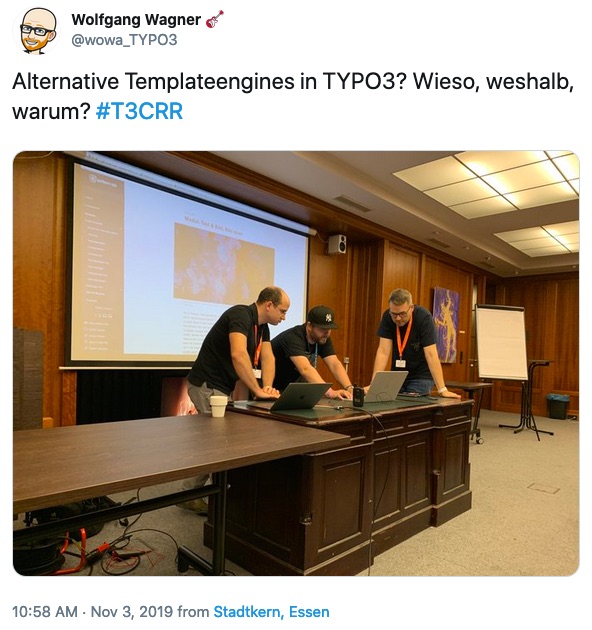 Wolfgang Wagner
@wowa_TYPO3
Alternative Templateengines in TYPO3? Wieso, weshalb,
warum? #T3CRR
10:58 AM · Nov 3, 2019 from Stadtkern, Essen